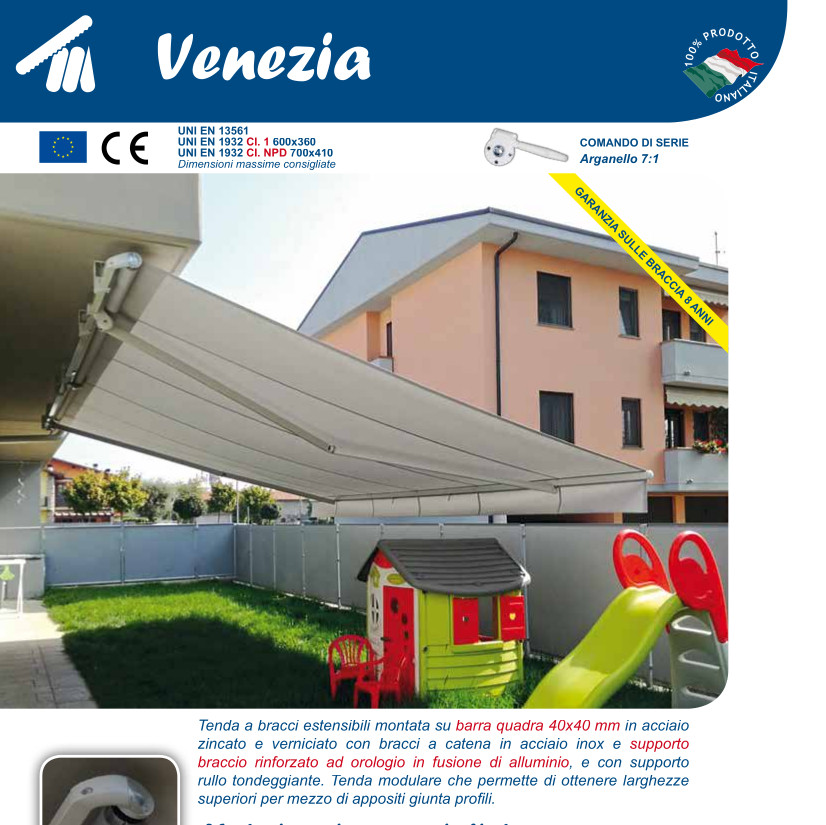 Venezia
100% PRODOTTO ITALIANO
UNI EN 13561
UNI EN 1932 Cl. 1 600x360
UNI EN 1932 Cl. NPD 700x410
Dimensioni massime consigliate
CE
COMANDO DI SERIE
Arganello 7:1
GARANZIA SULLE BRACCIA 8 ANNI
Tenda a bracci estensibili montata su barra quadra 40x40 mm in acciaio
zincato e verniciato con bracci a catena in acciaio inox e supporto
braccio rinforzato ad orologio in fusione di alluminio, e con supporto
rullo tondeggiante. Tenda modulare che permette di ottenere larghezze
superiori per mezzo di appositi giunta profili.